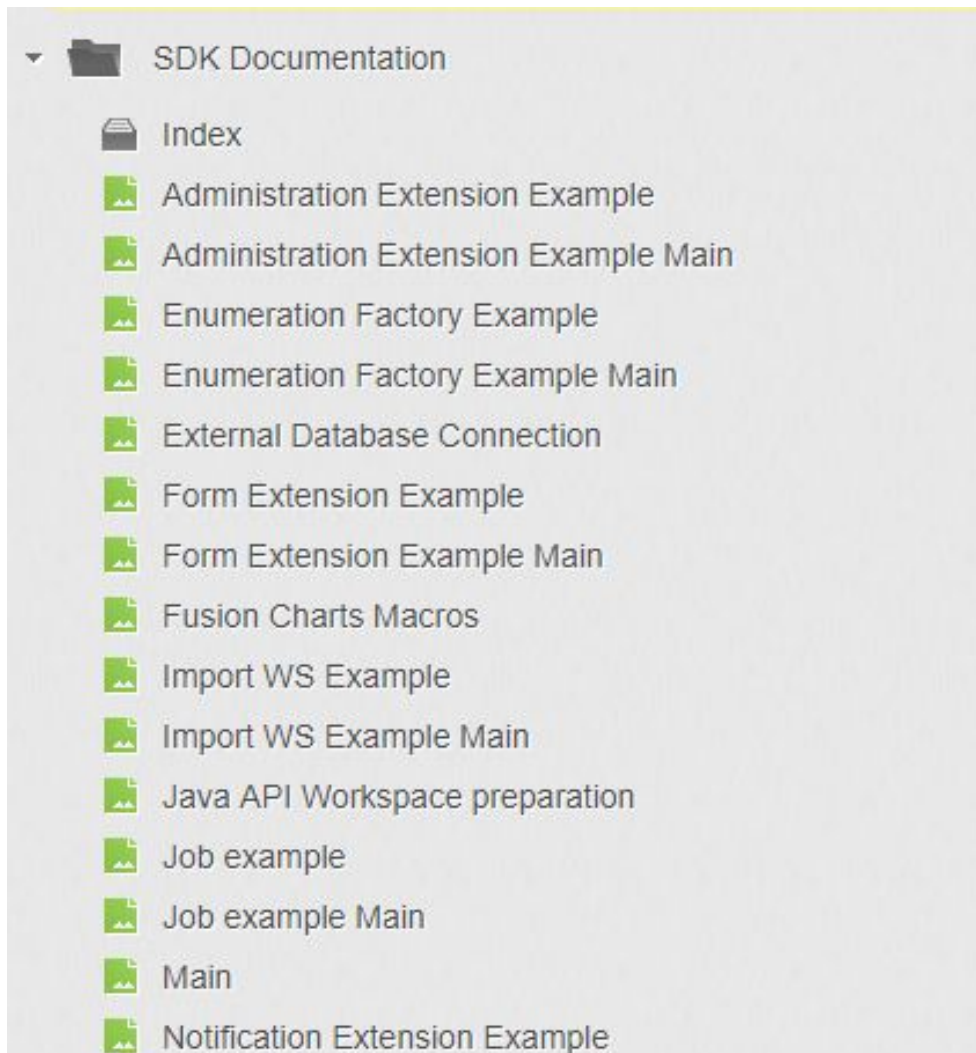 SDK Documentation
Index
Administration Extension Example
Administration Extension Example Main
Enumeration Factory Example
Enumeration Factory Example Main
External Database Connection
Form Extension Example
Form Extension Example Main
Fusion Charts Macros
Import WS Example
Import WS Example Main
Java API Workspace preparation
Job example
Job example Main
Main
Notification Extension Example